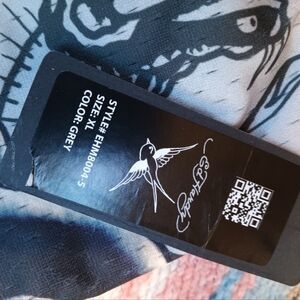 STYLE# EHM8004-S
SIZE: XL
COLOR: GREY
Ed Hardy